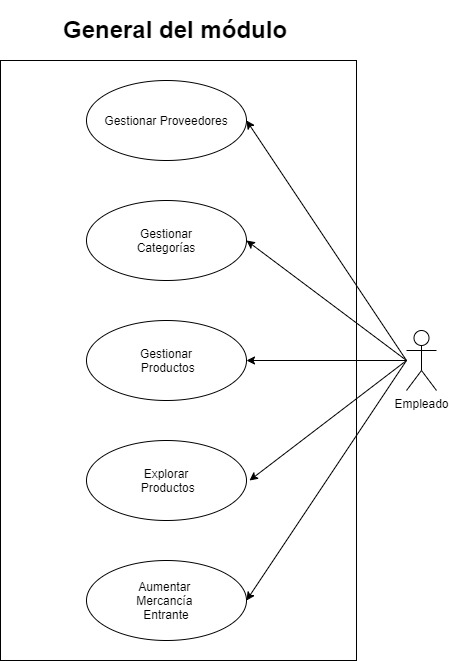 General del módulo
Gestionar Proveedores
Gestionar
Categorías
Gestionar
Productos
Empleado
Explorar
Productos
Aumentar
Mercancía
Entrante